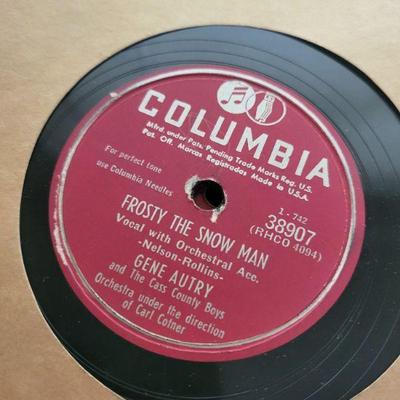 COLUMBIA
Mfrd. under Pats. Pending Trade Marks Reg. U.S.
Pat. Off. Marcas Registradas Made in U.S.A.
For perfect tone
use Columbia Needles
1 - 742
38907
(RHCO 4094)
FROSTY THE SNOW MAN
Vocal with Orchestral Acc.
-Nelson-Rollins-
GENE AUTRY
and The Cass County Boys
Orchestra under the direction
of Carl Cotner